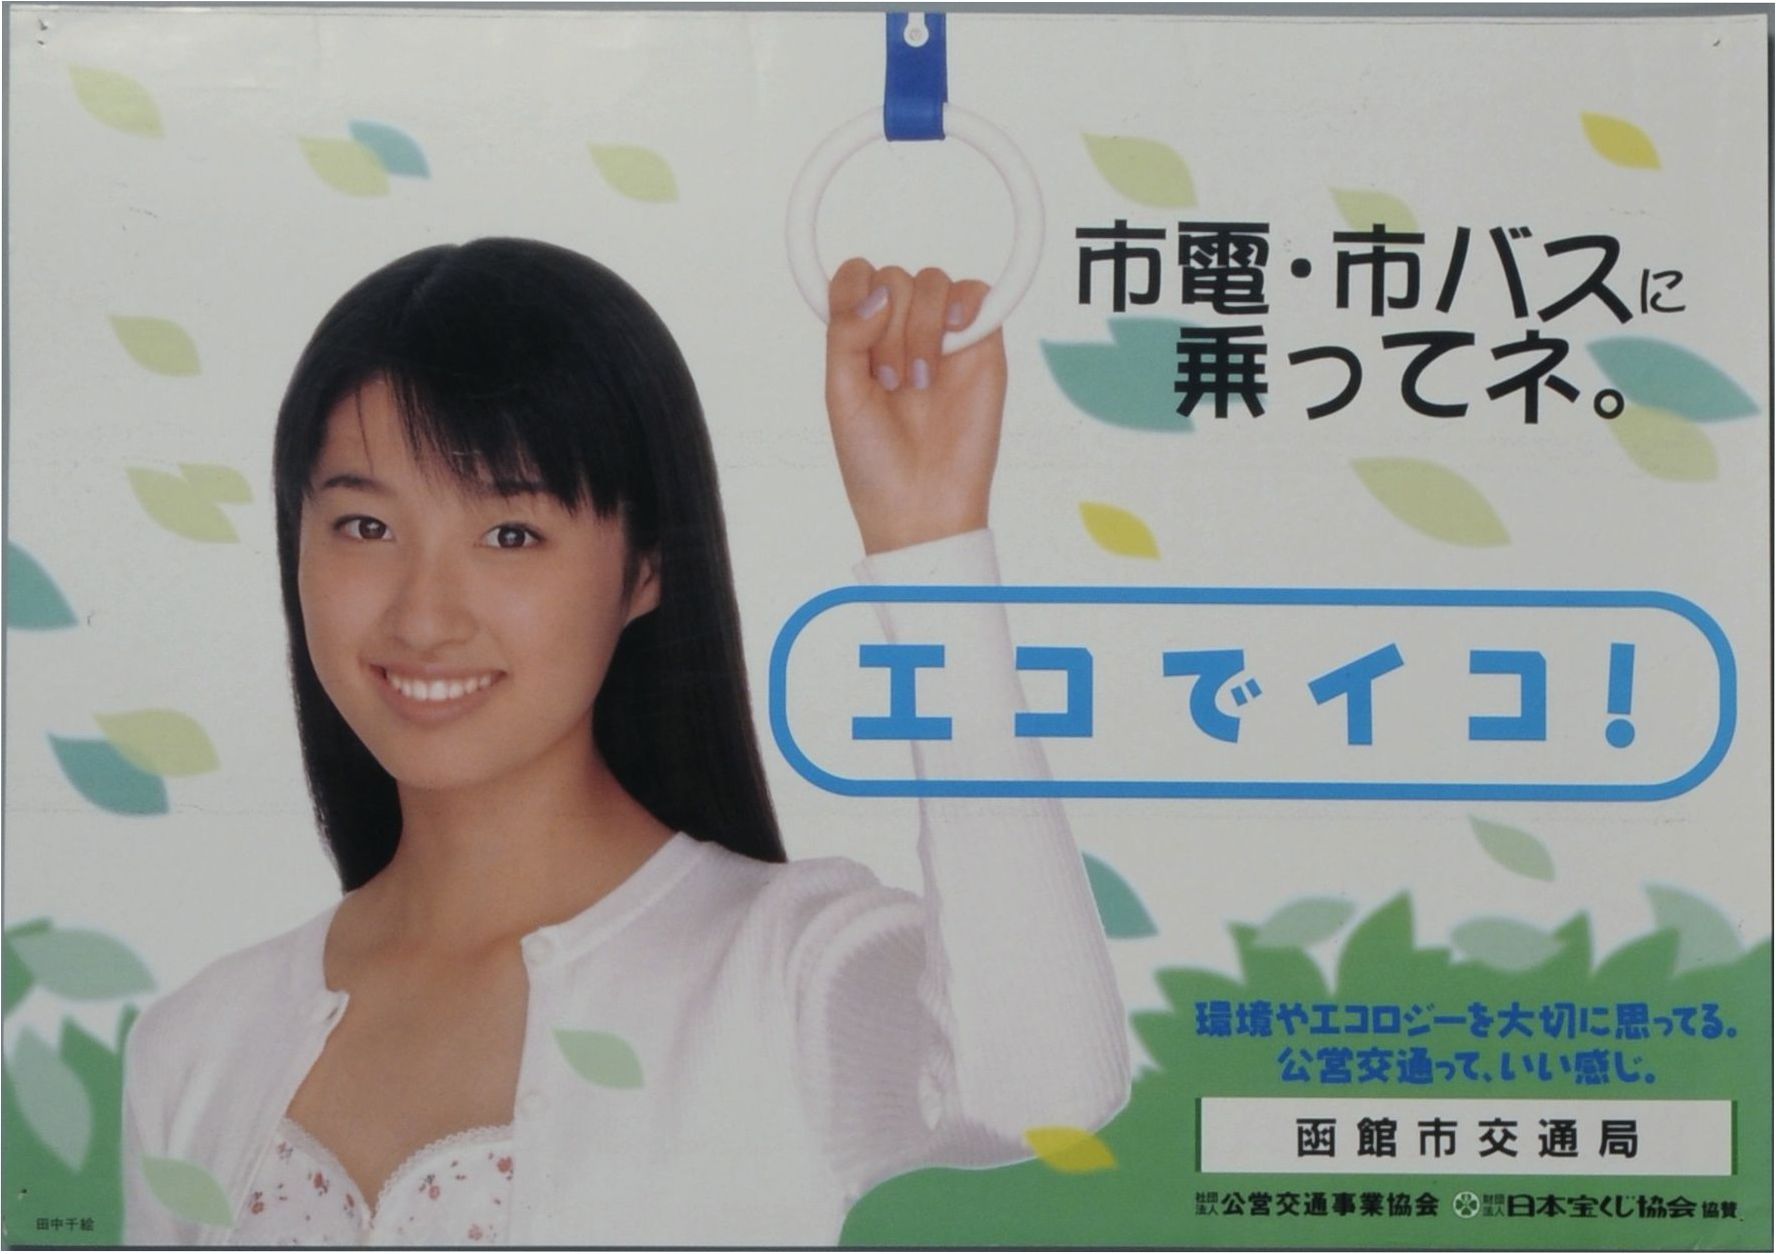 市電・市バスに
乗ってネ。
エコでイコ!
環境やエコロジーを大切に思ってる。
公営交通って、いい感じ。
函館市交通局
社団法人 公営交通事業協会 財団法人 日本宝くじ協会 協賛
田中千絵